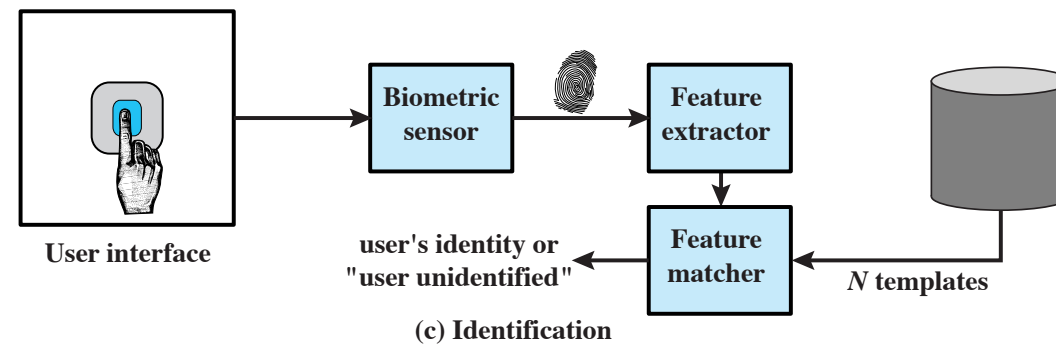 Biometric
sensor
Feature
extractor
User interface
user's identity or
"user unidentified"
Feature
matcher
N templates
(c) Identification